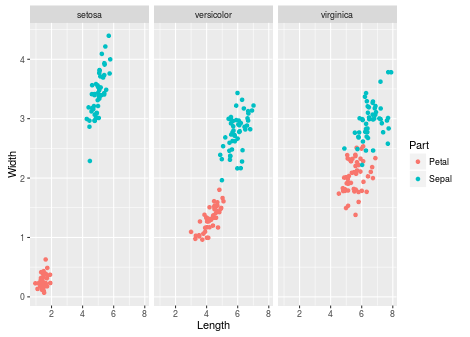 setosa versicolor virginica
4
3
2
1
0
Width
2 4 6 8 2 4 6 8 2 4 6 8
Length
Part
Petal
Sepal